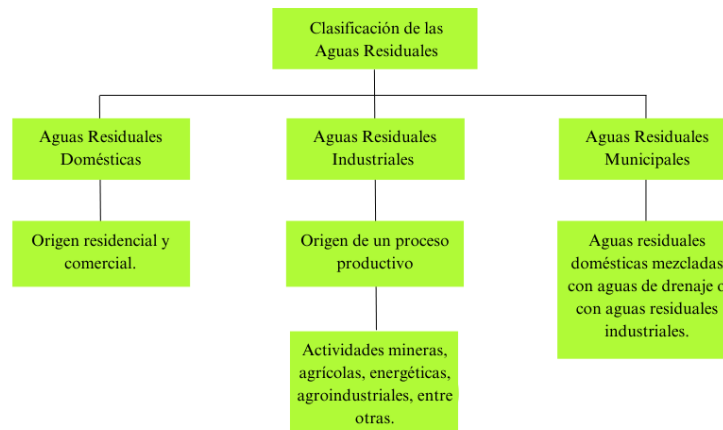 Clasificación de las
Aguas Residuales
Aguas Residuales
Domésticas
Aguas Residuales
Industriales
Aguas Residuales
Municipales
Origen residencial y
comercial.
Origen de un proceso
productivo
Aguas residuales
domésticas mezcladas
con aguas de drenaje o
con aguas residuales
industriales.
Actividades mineras,
agrícolas, energéticas,
agroindustriales, entre
otras.